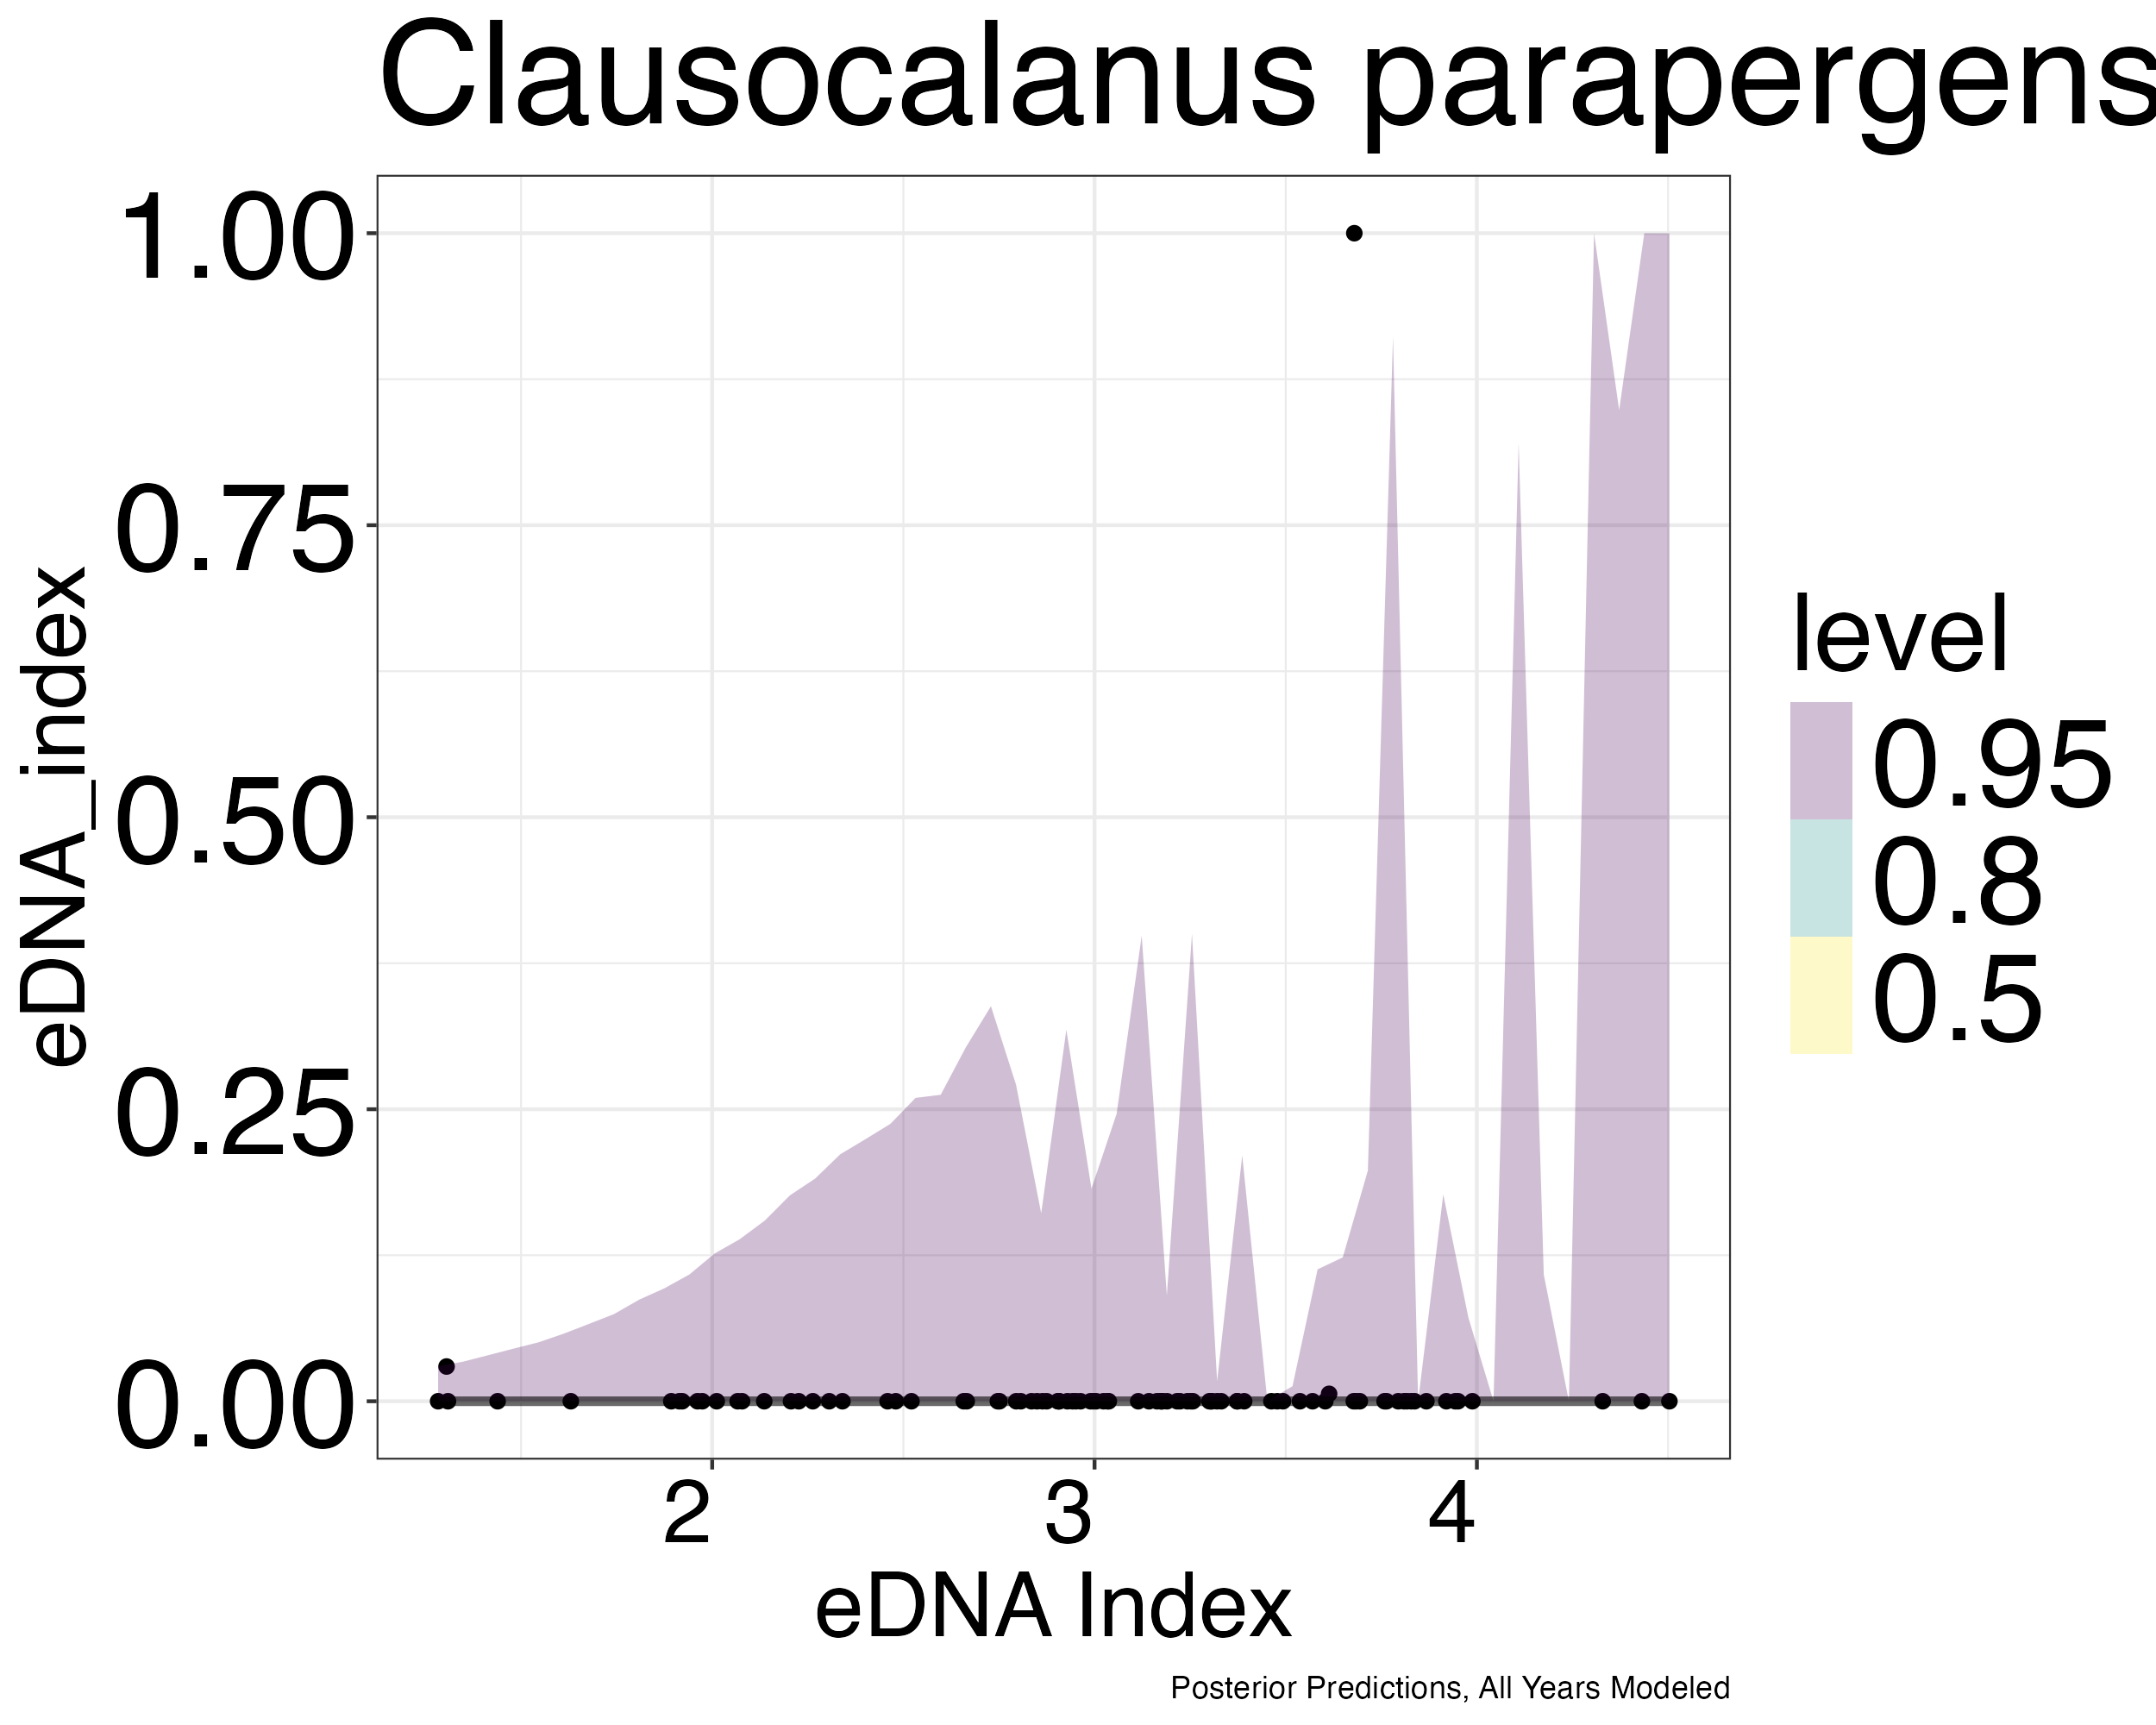 Clausocalanus parapergens
1.00
0.75
0.50
0.25
0.00
eDNA_index
2 3 4
eDNA Index
level
0.95
0.8
0.5
Posterior Predictions, All Years Modeled